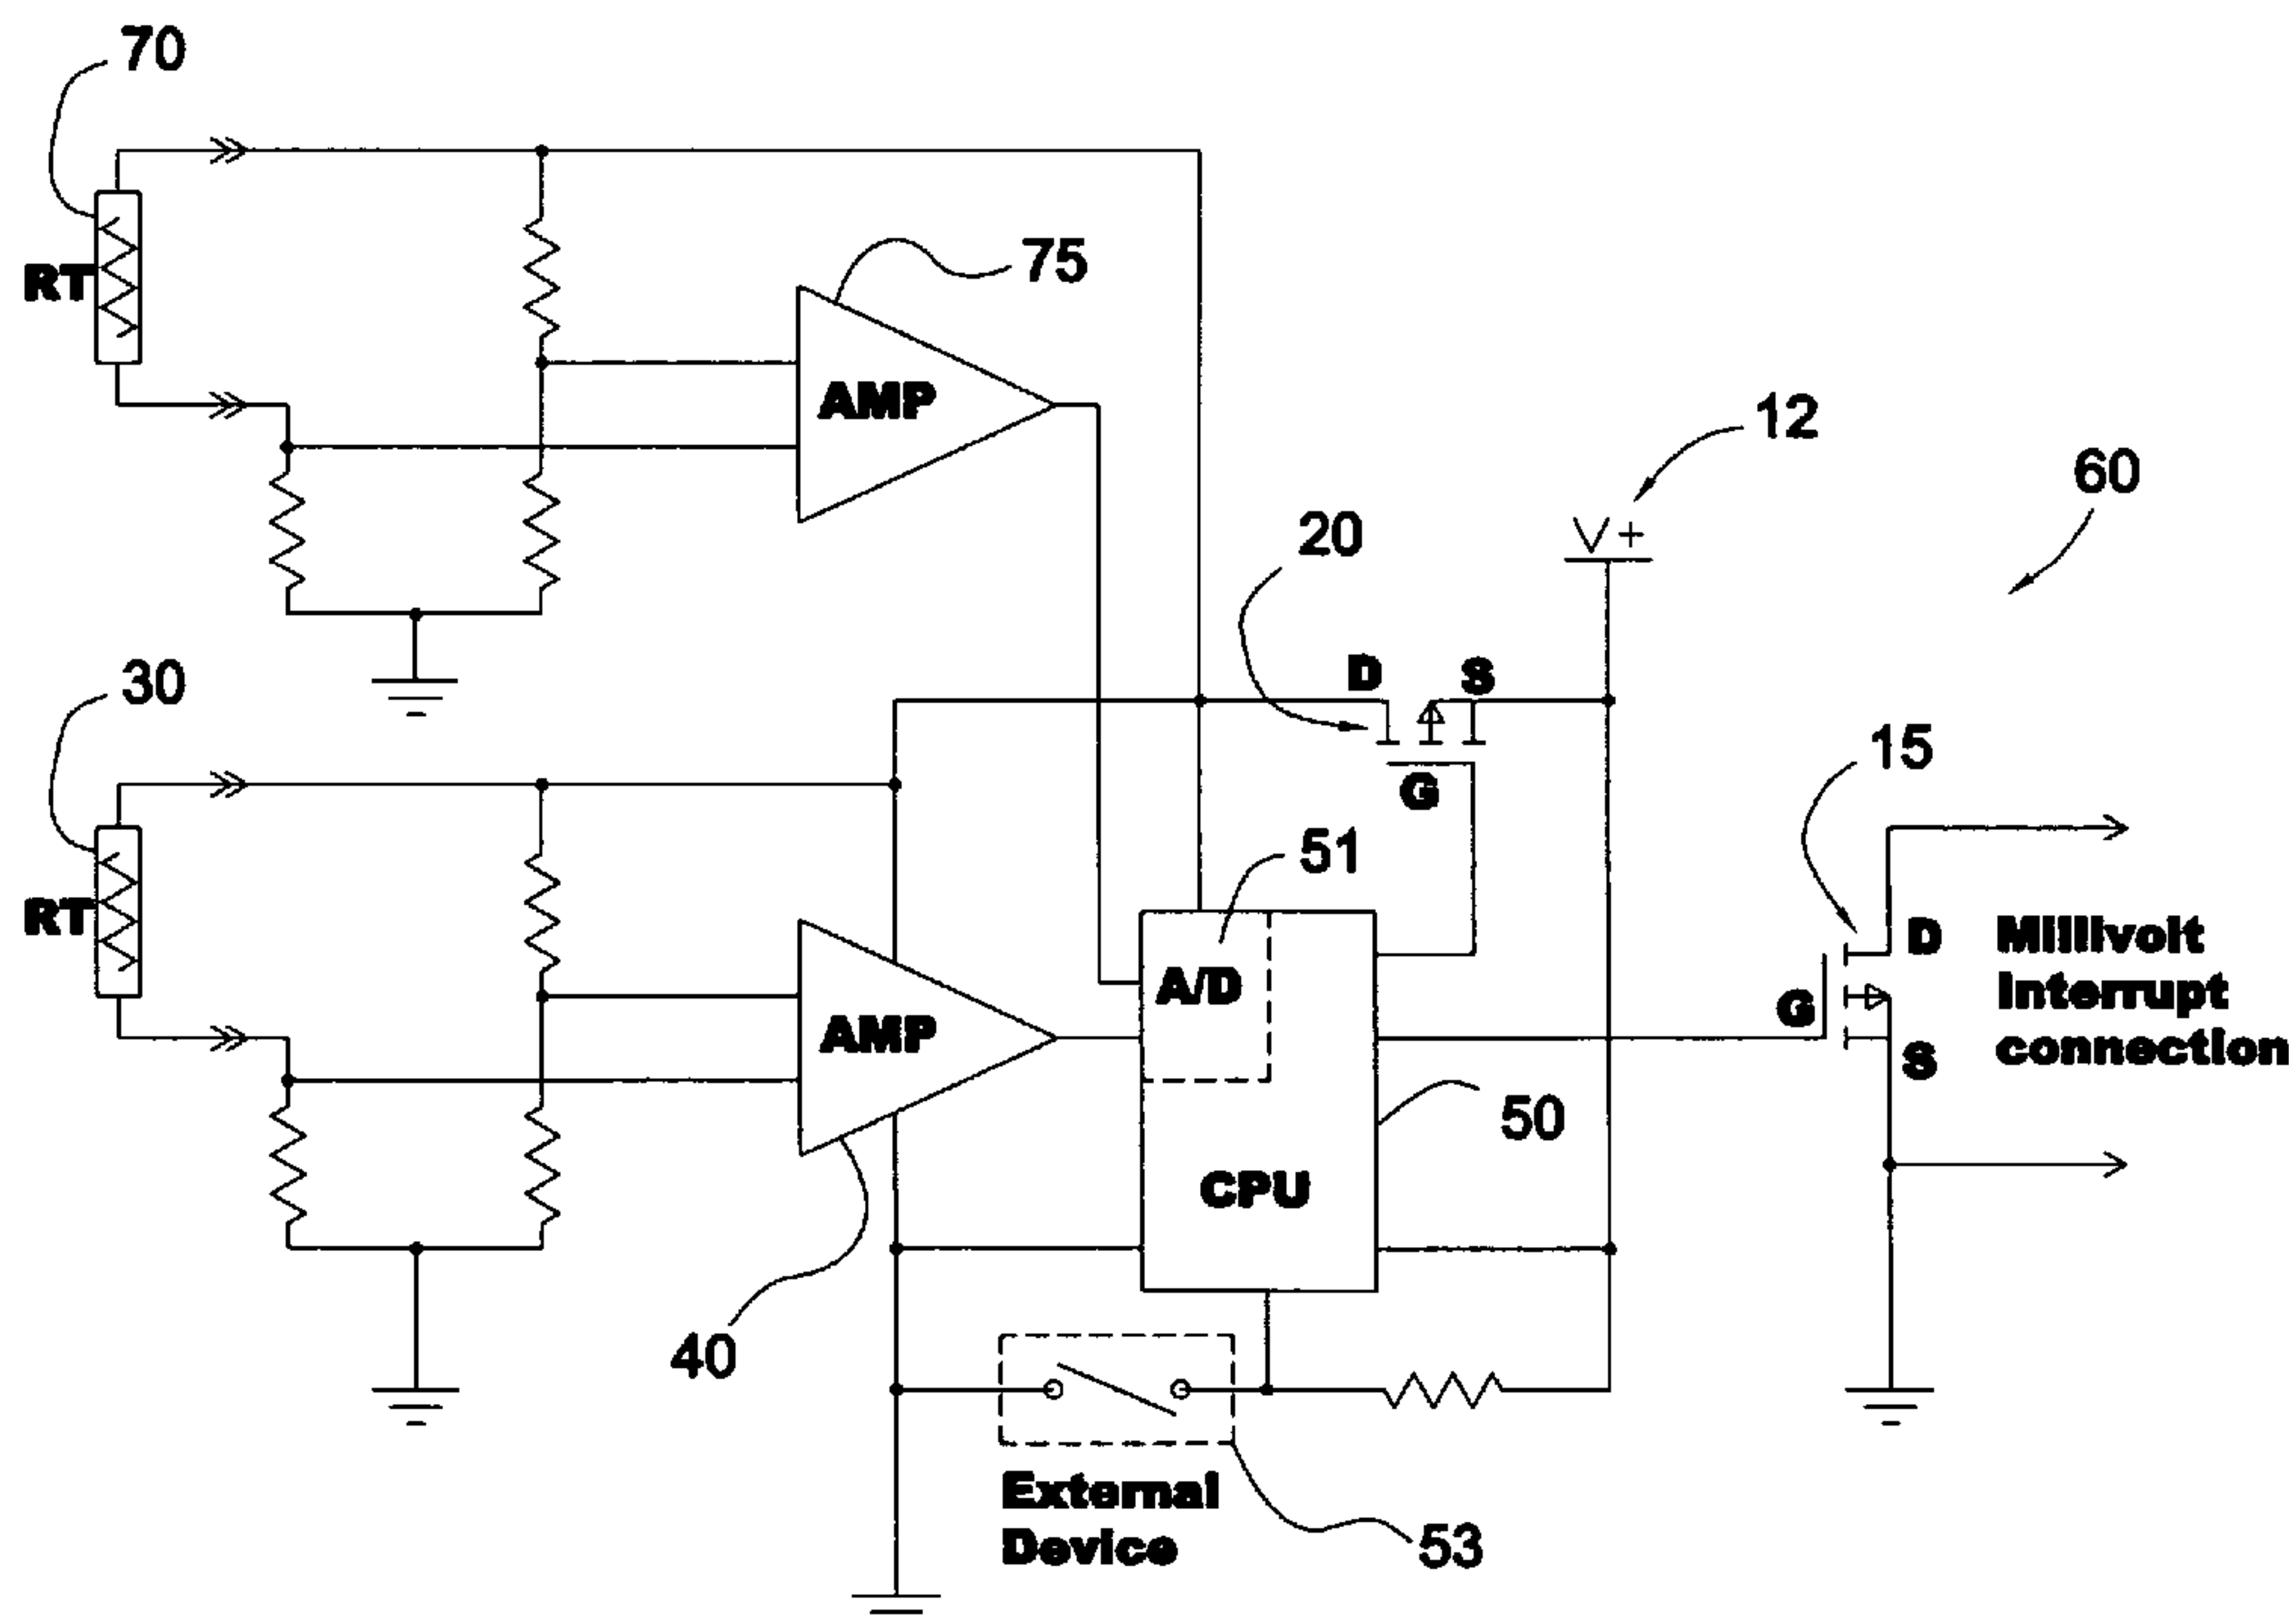 70
RT
75
AMP
12
V+
60
20
D
S
G
30
RT
15
51
A/D
AMP
D
G
S
Millivolt
Interrupt
connection
50
CPU
40
External
Device
53